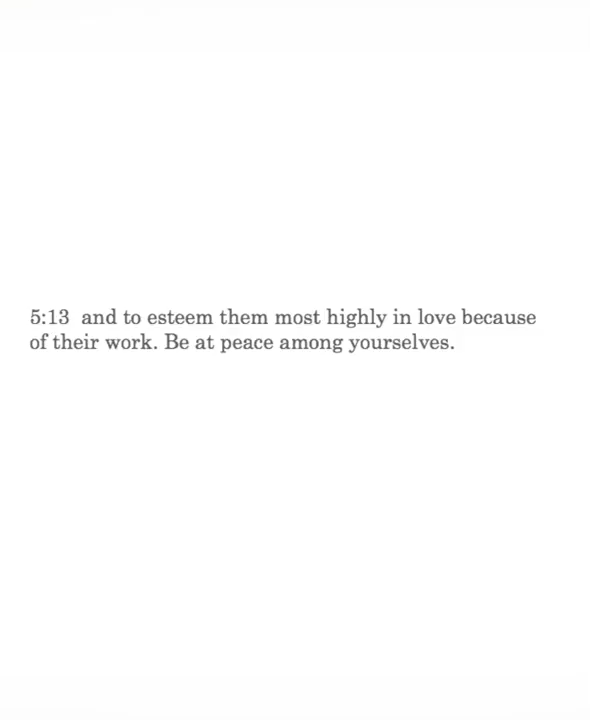 5:13 and to esteem them most highly in love because
of their work. Be at peace among yourselves.